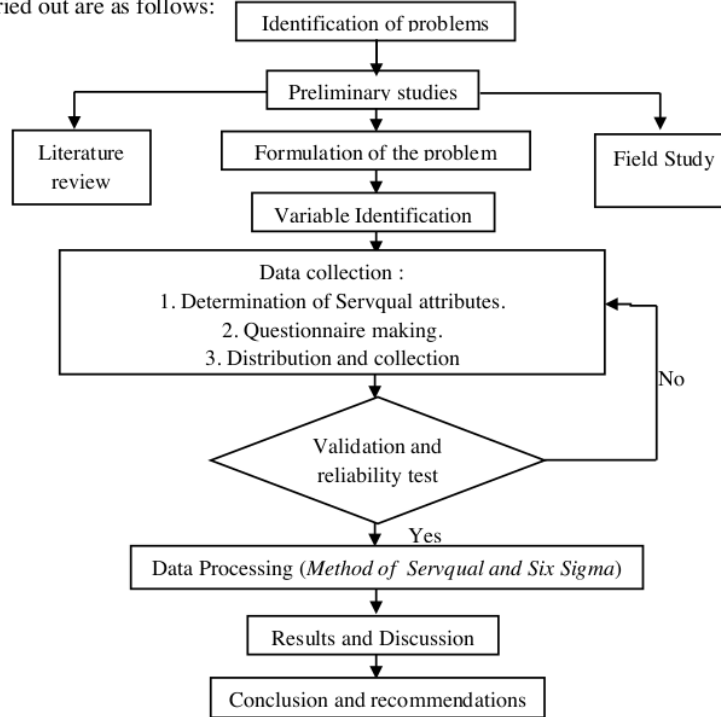 ried out are as follows:
Identification of problems
Preliminary studies
Literature
review
Formulation of the problem
Field Study
Variable Identification
Data collection :
1. Determination of Servqual attributes.
2. Questionnaire making.
3. Distribution and collection
No
Validation and
reliability test
Yes
Data Processing (Method of Servqual and Six Sigma)
Results and Discussion
Conclusion and recommendations